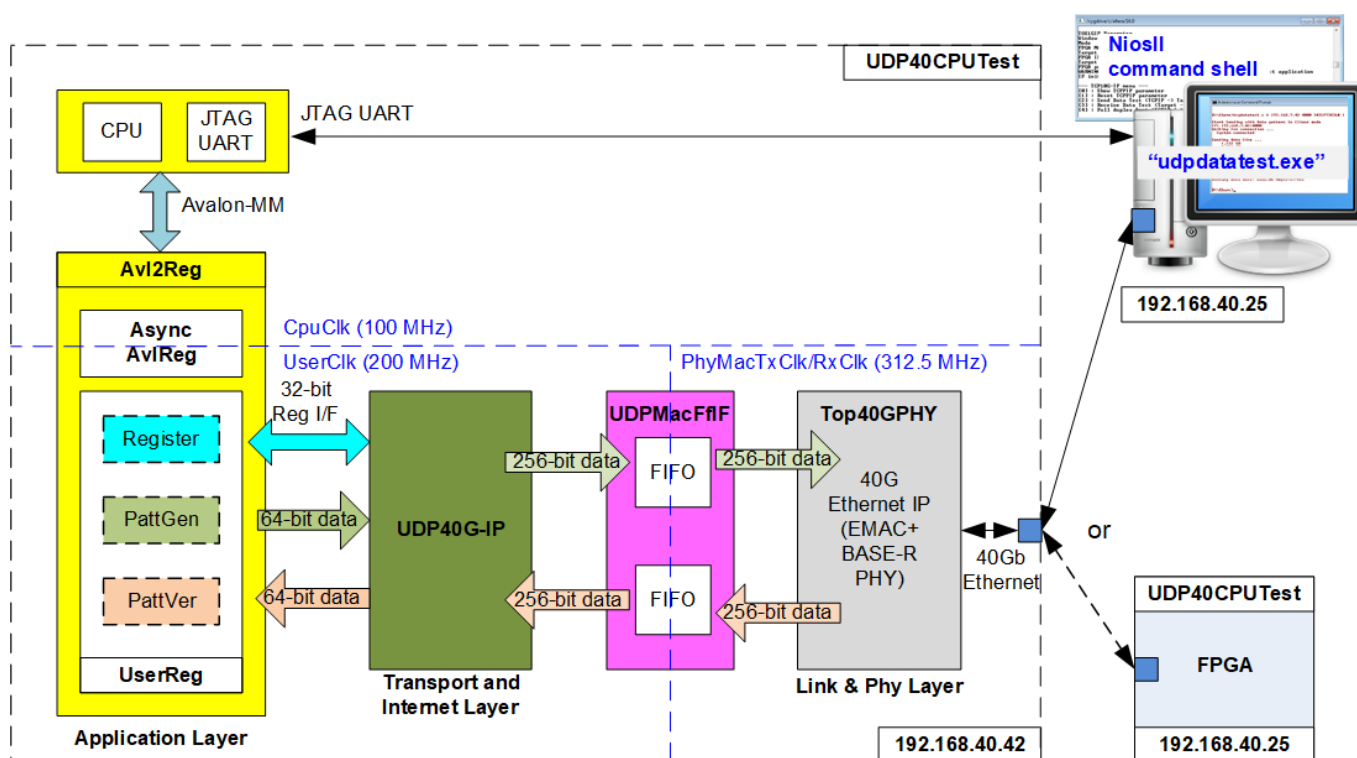 UDP40CPUTest
NiosII
command shell
CPU
JTAG
UART
JTAG UART
“udpdatatest.exe”
Avalon-MM
192.168.40.25
Avl2Reg
Async
AvlReg
CpuClk (100 MHz)
UserClk (200 MHz)
PhyMacTxClk/RxClk (312.5 MHz)
32-bit
Reg I/F
Register
PattGen
PattVer
UserReg
64-bit data
64-bit data
UDP40G-IP
256-bit data
256-bit data
UDPMacFfIF
FIFO
FIFO
256-bit data
256-bit data
Top40GPHY
40G
Ethernet IP
(EMAC+
BASE-R
PHY)
40Gb
Ethernet
or
UDP40CPUTest
FPGA
192.168.40.25
Application Layer
Transport and
Internet Layer
Link & Phy Layer
192.168.40.42